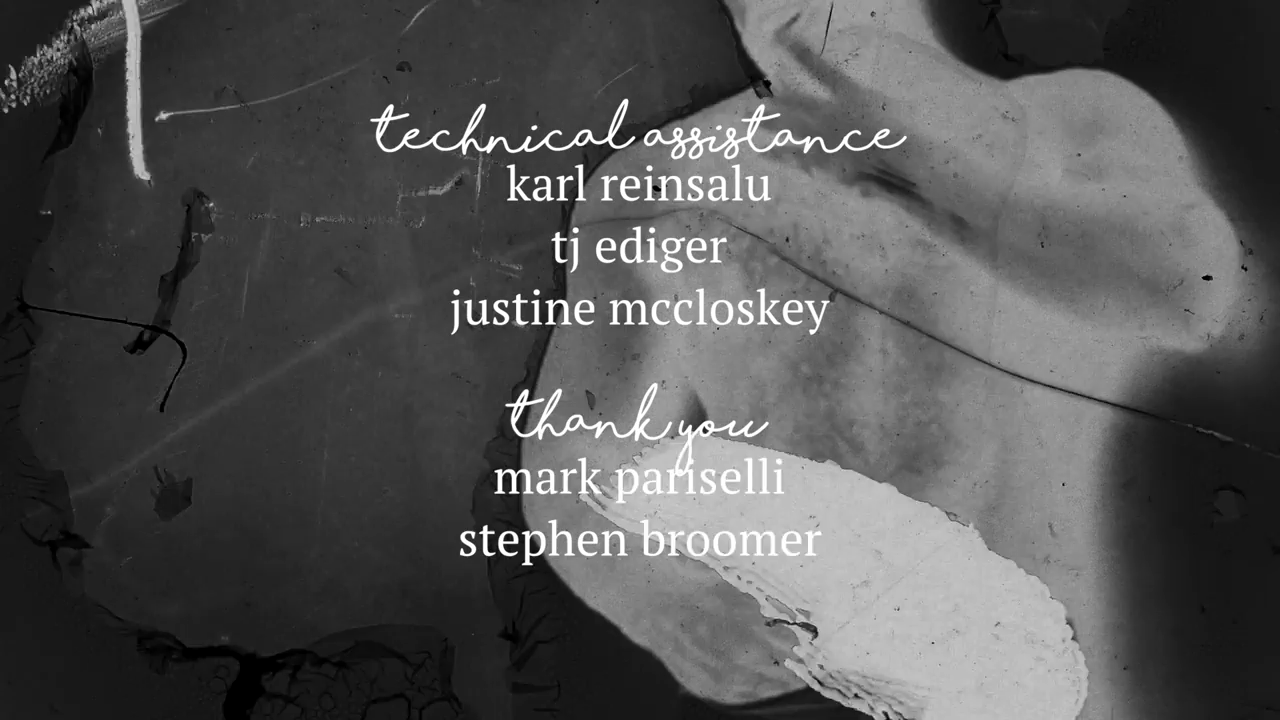 technical assistance
karl reinsalu
tj ediger
justine mccloskey
thank you
mark pariselli
stephen broomer